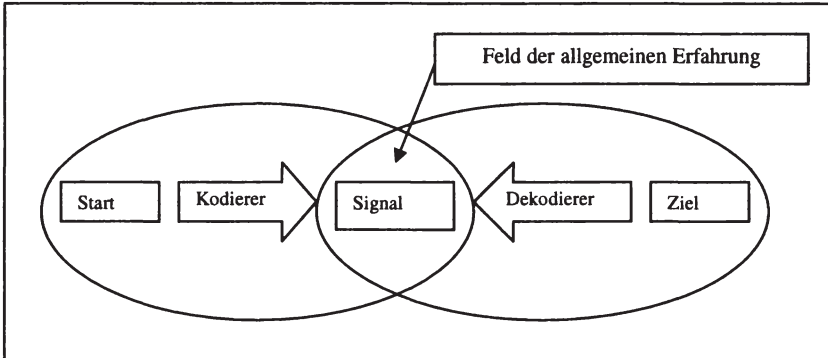 Feld der allgemeinen Erfahrung
Start
Kodierer
Signal
Dekodierer
Ziel